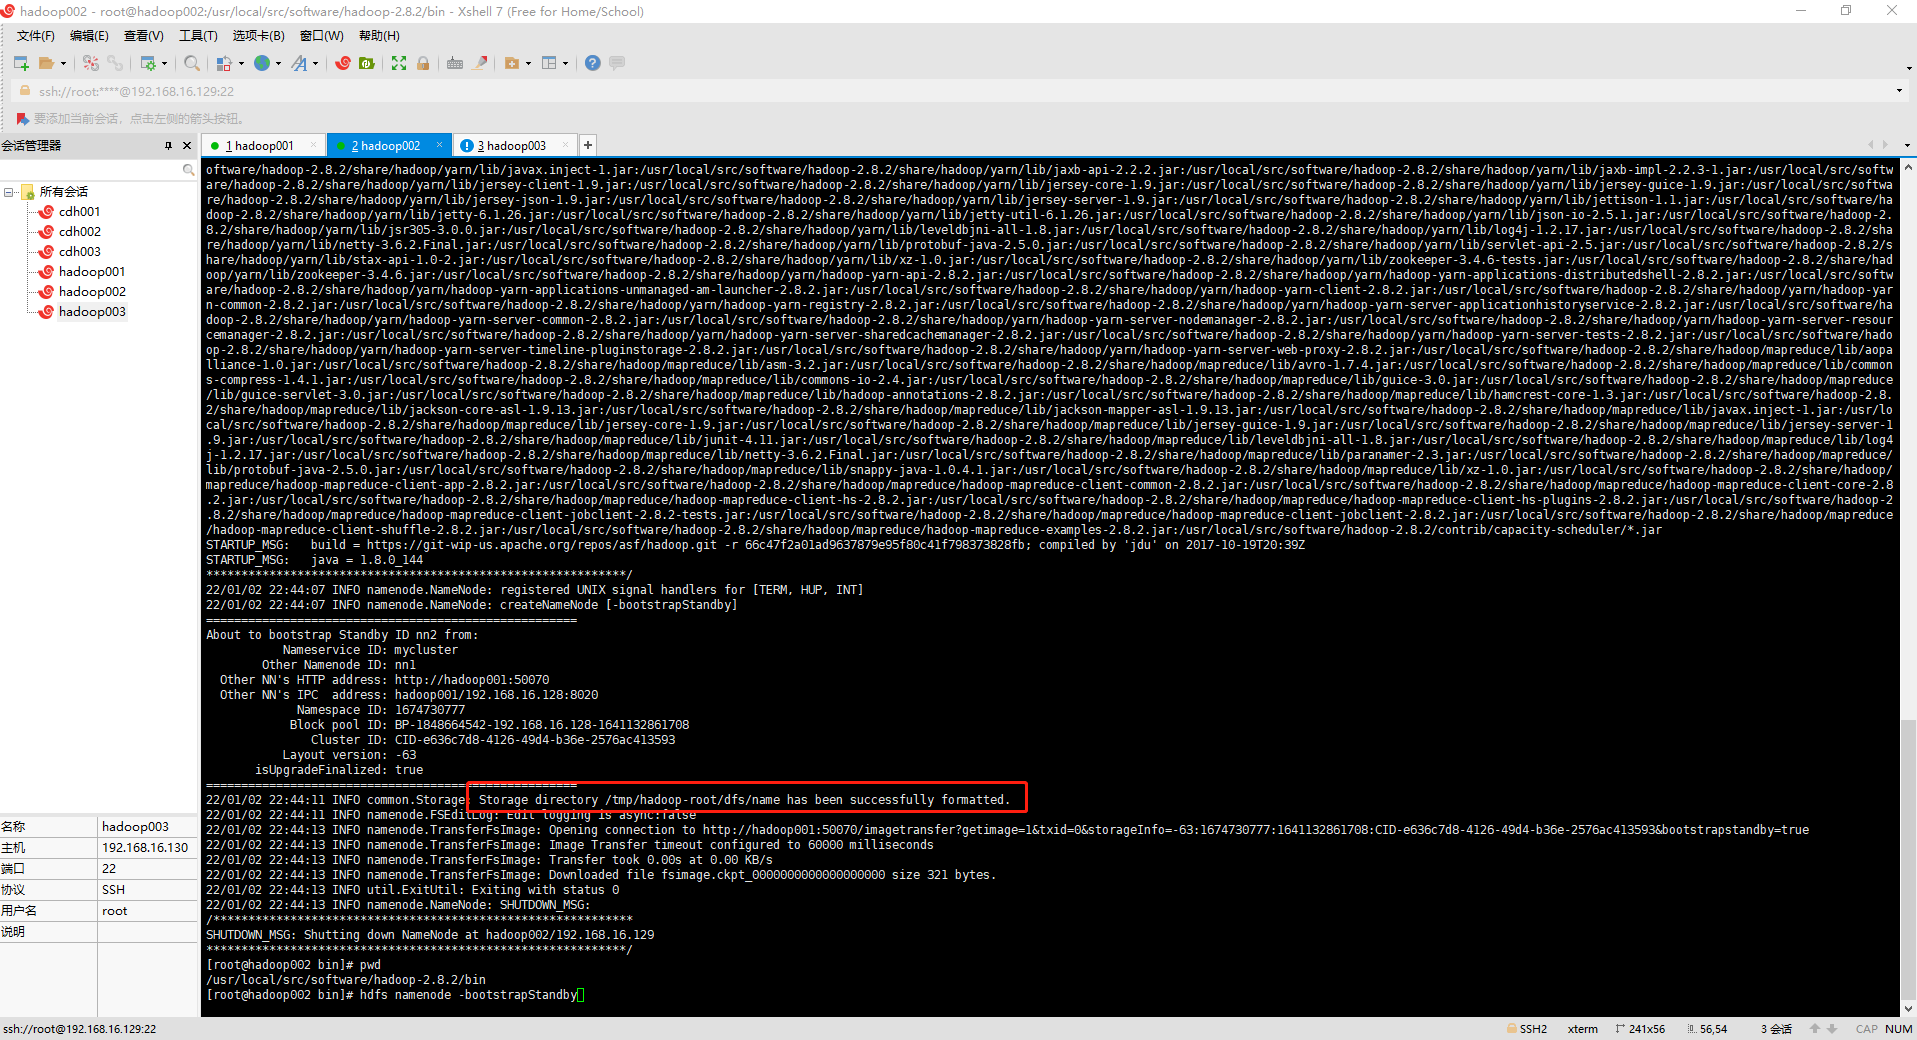 hadoop002 - root@hadoop002:/usr/local/src/software/hadoop-2.8.2/bin - Xshell 7 (Free for Home/School)
文件(F) 编辑(E) 查看(V) 工具(T) 选项卡(B) 窗口(W) 帮助(H)
ssh://root:****@192.168.16.129:22
要添加当前会话，点击左侧的箭头按钮。
会话管理器
1 hadoop001
2 hadoop002
3 hadoop003
所有会话
cdh001
cdh002
cdh003
hadoop001
hadoop002
hadoop003
名称 hadoop003
主机 192.168.16.130
端口 22
协议 SSH
用户名 root
说明
oftware/hadoop-2.8.2/share/hadoop/yarn/lib/javax.inject-1.jar:/usr/local/src/software/hadoop-2.8.2/share/hadoop/yarn/lib/jaxb-api-2.2.2.jar:/usr/local/src/software/hadoop-2.8.2/share/hadoop/yarn/lib/jaxb-impl-2.2.3-1.jar:/usr/local/src/softw
are/hadoop-2.8.2/share/hadoop/yarn/lib/jersey-client-1.9.jar:/usr/local/src/software/hadoop-2.8.2/share/hadoop/yarn/lib/jersey-core-1.9.jar:/usr/local/src/software/hadoop-2.8.2/share/hadoop/yarn/lib/jersey-guice-1.9.jar:/usr/local/src/softw
are/hadoop-2.8.2/share/hadoop/yarn/lib/jersey-json-1.9.jar:/usr/local/src/software/hadoop-2.8.2/share/hadoop/yarn/lib/jersey-server-1.9.jar:/usr/local/src/software/hadoop-2.8.2/share/hadoop/yarn/lib/jettison-1.1.jar:/usr/local/src/software/ha
doop-2.8.2/share/hadoop/yarn/lib/jetty-6.1.26.jar:/usr/local/src/software/hadoop-2.8.2/share/hadoop/yarn/lib/jetty-util-6.1.26.jar:/usr/local/src/software/hadoop-2.8.2/share/hadoop/yarn/lib/json-io-2.5.1.jar:/usr/local/src/software/hadoop-2.
8.2/share/hadoop/yarn/lib/jsr305-3.0.0.jar:/usr/local/src/software/hadoop-2.8.2/share/hadoop/yarn/lib/leveldbjni-all-1.8.jar:/usr/local/src/software/hadoop-2.8.2/share/hadoop/yarn/lib/log4j-1.2.17.jar:/usr/local/src/software/hadoop-2.8.2/sha
re/hadoop/yarn/lib/netty-3.6.2.Final.jar:/usr/local/src/software/hadoop-2.8.2/share/hadoop/yarn/lib/protobuf-java-2.5.0.jar:/usr/local/src/software/hadoop-2.8.2/share/hadoop/yarn/lib/servlet-api-2.5.jar:/usr/local/src/software/hadoop-2.8.2/s
hare/hadoop/yarn/lib/stax-api-1.0-2.jar:/usr/local/src/software/hadoop-2.8.2/share/hadoop/yarn/lib/xz-1.0.jar:/usr/local/src/software/hadoop-2.8.2/share/hadoop/yarn/lib/zookeeper-3.4.6-tests.jar:/usr/local/src/software/hadoop-2.8.2/share/had
oop/yarn/lib/zookeeper-3.4.6.jar:/usr/local/src/software/hadoop-2.8.2/share/hadoop/yarn/hadoop-yarn-api-2.8.2.jar:/usr/local/src/software/hadoop-2.8.2/share/hadoop/yarn/hadoop-yarn-applications-distributedshell-2.8.2.jar:/usr/local/src/softw
are/hadoop-2.8.2/share/hadoop/yarn/hadoop-yarn-applications-unmanaged-am-launcher-2.8.2.jar:/usr/local/src/software/hadoop-2.8.2/share/hadoop/yarn/hadoop-yarn-client-2.8.2.jar:/usr/local/src/software/hadoop-2.8.2/share/hadoop/yarn/hadoop-yar
n-common-2.8.2.jar:/usr/local/src/software/hadoop-2.8.2/share/hadoop/yarn/hadoop-yarn-registry-2.8.2.jar:/usr/local/src/software/hadoop-2.8.2/share/hadoop/yarn/hadoop-yarn-server-applicationhistoryservice-2.8.2.jar:/usr/local/src/software/ha
doop-2.8.2/share/hadoop/yarn/hadoop-yarn-server-common-2.8.2.jar:/usr/local/src/software/hadoop-2.8.2/share/hadoop/yarn/hadoop-yarn-server-nodemanager-2.8.2.jar:/usr/local/src/software/hadoop-2.8.2/share/hadoop/yarn/hadoop-yarn-server-resour
cemanager-2.8.2.jar:/usr/local/src/software/hadoop-2.8.2/share/hadoop/yarn/hadoop-yarn-server-sharedcachemanager-2.8.2.jar:/usr/local/src/software/hadoop-2.8.2/share/hadoop/yarn/hadoop-yarn-server-tests-2.8.2.jar:/usr/local/src/software/hado
op-2.8.2/share/hadoop/yarn/hadoop-yarn-server-timeline-pluginstorage-2.8.2.jar:/usr/local/src/software/hadoop-2.8.2/share/hadoop/yarn/hadoop-yarn-server-web-proxy-2.8.2.jar:/usr/local/src/software/hadoop-2.8.2/share/hadoop/mapreduce/lib/aopa
lliance-1.0.jar:/usr/local/src/software/hadoop-2.8.2/share/hadoop/mapreduce/lib/asm-3.2.jar:/usr/local/src/software/hadoop-2.8.2/share/hadoop/mapreduce/lib/avro-1.7.4.jar:/usr/local/src/software/hadoop-2.8.2/share/hadoop/mapreduce/lib/common
s-compress-1.4.1.jar:/usr/local/src/software/hadoop-2.8.2/share/hadoop/mapreduce/lib/commons-io-2.4.jar:/usr/local/src/software/hadoop-2.8.2/share/hadoop/mapreduce/lib/guice-3.0.jar:/usr/local/src/software/hadoop-2.8.2/share/hadoop/mapreduce
/lib/guice-servlet-3.0.jar:/usr/local/src/software/hadoop-2.8.2/share/hadoop/mapreduce/lib/hadoop-annotations-2.8.2.jar:/usr/local/src/software/hadoop-2.8.2/share/hadoop/mapreduce/lib/hamcrest-core-1.3.jar:/usr/local/src/software/hadoop-2.8.
2/share/hadoop/mapreduce/lib/jackson-core-asl-1.9.13.jar:/usr/local/src/software/hadoop-2.8.2/share/hadoop/mapreduce/lib/jackson-mapper-asl-1.9.13.jar:/usr/local/src/software/hadoop-2.8.2/share/hadoop/mapreduce/lib/javax.inject-1.jar:/usr/lo
cal/src/software/hadoop-2.8.2/share/hadoop/mapreduce/lib/jersey-core-1.9.jar:/usr/local/src/software/hadoop-2.8.2/share/hadoop/mapreduce/lib/jersey-guice-1.9.jar:/usr/local/src/software/hadoop-2.8.2/share/hadoop/mapreduce/lib/jersey-server-1
.9.jar:/usr/local/src/software/hadoop-2.8.2/share/hadoop/mapreduce/lib/junit-4.11.jar:/usr/local/src/software/hadoop-2.8.2/share/hadoop/mapreduce/lib/leveldbjni-all-1.8.jar:/usr/local/src/software/hadoop-2.8.2/share/hadoop/mapreduce/lib/log4
j-1.2.17.jar:/usr/local/src/software/hadoop-2.8.2/share/hadoop/mapreduce/lib/netty-3.6.2.Final.jar:/usr/local/src/software/hadoop-2.8.2/share/hadoop/mapreduce/lib/paranamer-2.3.jar:/usr/local/src/software/hadoop-2.8.2/share/hadoop/mapreduce/
lib/protobuf-java-2.5.0.jar:/usr/local/src/software/hadoop-2.8.2/share/hadoop/mapreduce/lib/snappy-java-1.0.4.1.jar:/usr/local/src/software/hadoop-2.8.2/share/hadoop/mapreduce/lib/xz-1.0.jar:/usr/local/src/software/hadoop-2.8.2/share/hadoop/
mapreduce/hadoop-mapreduce-client-app-2.8.2.jar:/usr/local/src/software/hadoop-2.8.2/share/hadoop/mapreduce/hadoop-mapreduce-client-common-2.8.2.jar:/usr/local/src/software/hadoop-2.8.2/share/hadoop/mapreduce/hadoop-mapreduce-client-core-2.8
.2.jar:/usr/local/src/software/hadoop-2.8.2/share/hadoop/mapreduce/hadoop-mapreduce-client-hs-2.8.2.jar:/usr/local/src/software/hadoop-2.8.2/share/hadoop/mapreduce/hadoop-mapreduce-client-hs-plugins-2.8.2.jar:/usr/local/src/software/hadoop-2
.8.2/share/hadoop/mapreduce/hadoop-mapreduce-client-jobclient-2.8.2-tests.jar:/usr/local/src/software/hadoop-2.8.2/share/hadoop/mapreduce/hadoop-mapreduce-client-jobclient-2.8.2.jar:/usr/local/src/software/hadoop-2.8.2/share/hadoop/mapreduce
/hadoop-mapreduce-client-shuffle-2.8.2.jar:/usr/local/src/software/hadoop-2.8.2/share/hadoop/mapreduce/hadoop-mapreduce-examples-2.8.2.jar:/usr/local/src/software/hadoop-2.8.2/contrib/capacity-scheduler/*.jar
STARTUP_MSG:   build = https://git-wip-us.apache.org/repos/asf/hadoop.git -r 66c47f2a01ad9637879e95f80c41f798373828fb; compiled by 'jdu' on 2017-10-19T20:39Z
STARTUP_MSG:   java = 1.8.0_144
************************************************************/
22/01/02 22:44:07 INFO namenode.NameNode: registered UNIX signal handlers for [TERM, HUP, INT]
22/01/02 22:44:07 INFO namenode.NameNode: createNameNode [-bootstrapStandby]
=====================================================
About to bootstrap Standby ID nn2 from:
Nameservice ID: mycluster
Other Namenode ID: nn1
Other NN's HTTP address: http://hadoop001:50070
Other NN's IPC  address: hadoop001/192.168.16.128:8020
Namespace ID: 1674730777
Block pool ID: BP-1848664542-192.168.16.128-1641132861708
Cluster ID: CID-e636c7d8-4126-49d4-b36e-2576ac413593
Layout version: -63
isUpgradeFinalized: true
=====================================================
22/01/02 22:44:11 INFO common.Storage: Storage directory /tmp/hadoop-root/dfs/name has been successfully formatted.
22/01/02 22:44:11 INFO namenode.FSEditLog: Edit logging is async:false
22/01/02 22:44:13 INFO namenode.TransferFsImage: Opening connection to http://hadoop001:50070/imagetransfer?getimage=1&txid=0&storageInfo=-63:1674730777:1641132861708:CID-e636c7d8-4126-49d4-b36e-2576ac413593&bootstrapstandby=true
22/01/02 22:44:13 INFO namenode.TransferFsImage: Image Transfer timeout configured to 60000 milliseconds
22/01/02 22:44:13 INFO namenode.TransferFsImage: Transfer took 0.00s at 0.00 KB/s
22/01/02 22:44:13 INFO namenode.TransferFsImage: Downloaded file fsimage.ckpt_0000000000000000000 size 321 bytes.
22/01/02 22:44:13 INFO util.ExitUtil: Exiting with status 0
22/01/02 22:44:13 INFO namenode.NameNode: SHUTDOWN_MSG:
/************************************************************
SHUTDOWN_MSG: Shutting down NameNode at hadoop002/192.168.16.129
************************************************************/
[root@hadoop002 bin]# pwd
/usr/local/src/software/hadoop-2.8.2/bin
[root@hadoop002 bin]# hdfs namenode -bootstrapStandby
ssh://root@192.168.16.129:22 SSH2 xterm 241x56 56,54 3 会话 CAP NUM